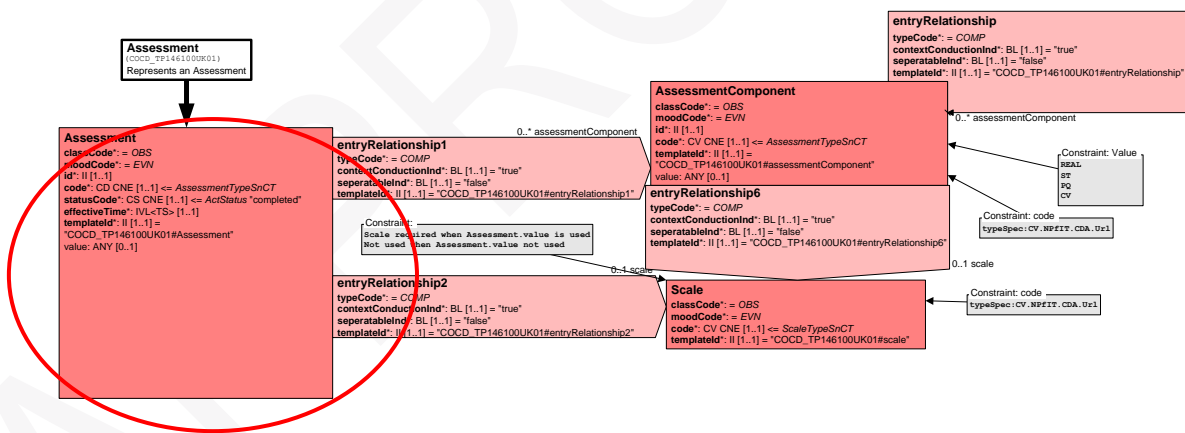 entryRelationship
typeCode*: = COMP
contextConductionInd*: BL [1..1] = "true"
seperatableInd*: BL [1..1] = "false"
templateId*: II [1..1] = "COCD_TP146100UK01#entryRelationship"
Assessment
(COCD_TP146100UK01)
Represents an Assessment
AssessmentComponent
classCode*: = OBS
moodCode*: = EVN
id*: II [1..1]
code*: CV CNE [1..1] <= AssessmentTypeSnCT
templateId*: II [1..1] =
"COCD_TP146100UK01#assessmentComponent"
value: ANY [0..1]
0..* assessmentComponent
0..* assessmentComponent
Assessment
classCode*: = OBS
moodCode*: = EVN
id*: II [1..1]
code*: CD CNE [1..1] <= AssessmentTypeSnCT
statusCode*: CS CNE [1..1] <= ActStatus "completed"
effectiveTime*: IVL<TS> [1..1]
templateId*: II [1..1] =
"COCD_TP146100UK01#Assessment"
value: ANY [0..1]
entryRelationship1
typeCode*: = COMP
contextConductionInd*: BL [1..1] = "true"
seperatableInd*: BL [1..1] = "false"
templateId*: II [1..1] = "COCD_TP146100UK01#entryRelationship1"
Constraint: Value
REAL
ST
PQ
CV
entryRelationship6
typeCode*: = COMP
contextConductionInd*: BL [1..1] = "true"
seperatableInd*: BL [1..1] = "false"
templateId*: II [1..1] = "COCD_TP146100UK01#entryRelationship6"
Constraint: code
typeSpec:CV.NPfIT.CDA.Url
Constraint:
Scale required when Assessment.value is used
Not used when Assessment.value not used
0..1 scale
0..1 scale
entryRelationship2
typeCode*: = COMP
contextConductionInd*: BL [1..1] = "true"
seperatableInd*: BL [1..1] = "false"
templateId*: II [1..1] = "COCD_TP146100UK01#entryRelationship2"
Scale
classCode*: = OBS
moodCode*: = EVN
code*: CV CNE [1..1] <= ScaleTypeSnCT
templateId*: II [1..1] = "COCD_TP146100UK01#scale"
Constraint: code
typeSpec:CV.NPfIT.CDA.Url